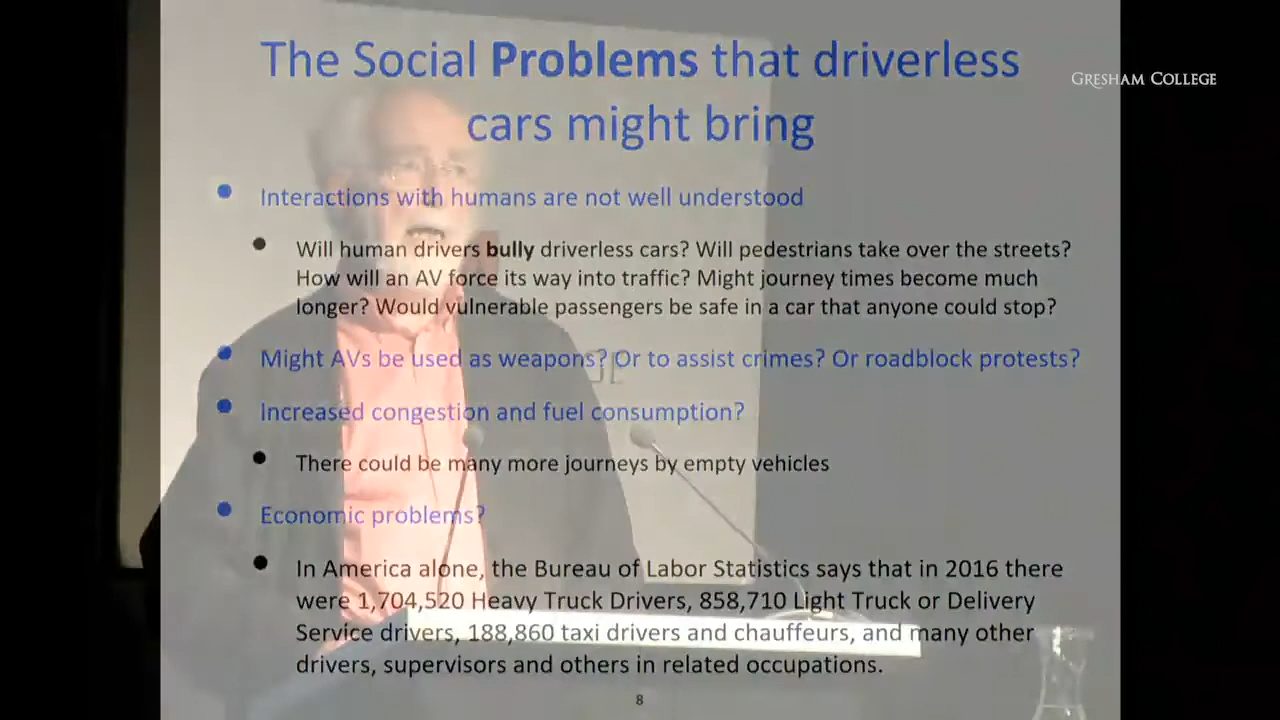 The Social Problems that driverless
cars might bring
GRESHAM COLLEGE
• Interactions with humans are not well understood
• Will human drivers bully driverless cars? Will pedestrians take over the streets?
How will an AV force its way into traffic? Might journey times become much
longer? Would vulnerable passengers be safe in a car that anyone could stop?
• Might AVs be used as weapons? Or to assist crimes? Or roadblock protests?
• Increased congestion and fuel consumption?
• There could be many more journeys by empty vehicles
• Economic problems?
• In America alone, the Bureau of Labor Statistics says that in 2016 there
were 1,704,520 Heavy Truck Drivers, 858,710 Light Truck or Delivery
Service drivers, 188,860 taxi drivers and chauffeurs, and many other
drivers, supervisors and others in related occupations.
8